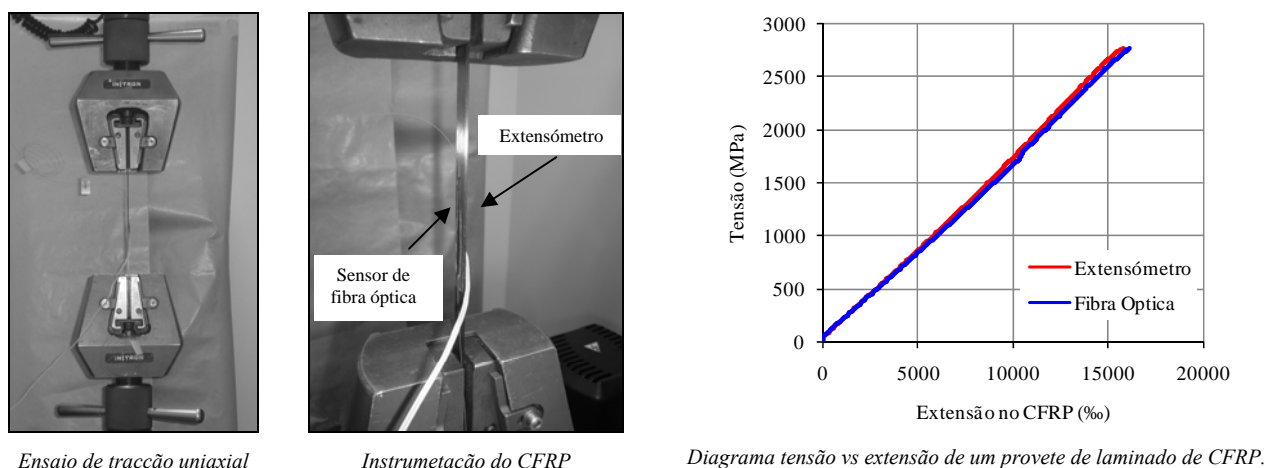 INSTRON
INSTRON
Ensaio de tracção uniaxial
Extensómetro
Sensor de
fibra óptica
Instrumetação do CFRP
3000
2500
2000
1500
1000
500
0
Tensão (MPa)
Extensómetro
Fibra Optica
0 5000 10000 15000 20000
Extensão no CFRP (‰)
Diagrama tensão vs extensão de um provete de laminado de CFRP.